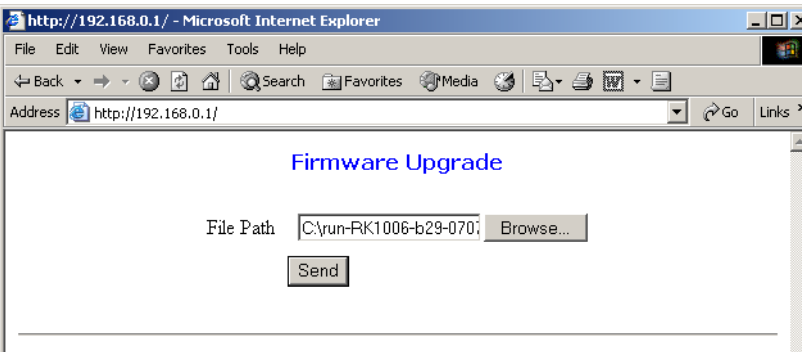 http://192.168.0.1/ - Microsoft Internet Explorer
File Edit View Favorites Tools Help
Back Search Favorites Media
Address http://192.168.0.1/ Go Links
Firmware Upgrade
File Path C:\run-RK1006-b29-0707 Browse...
Send